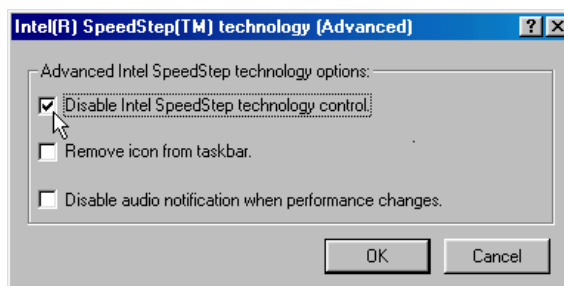 Intel(R) SpeedStep(TM) technology (Advanced)
Advanced Intel SpeedStep technology options:
Disable Intel SpeedStep technology control.
Remove icon from taskbar.
Disable audio notification when performance changes.
OK Cancel